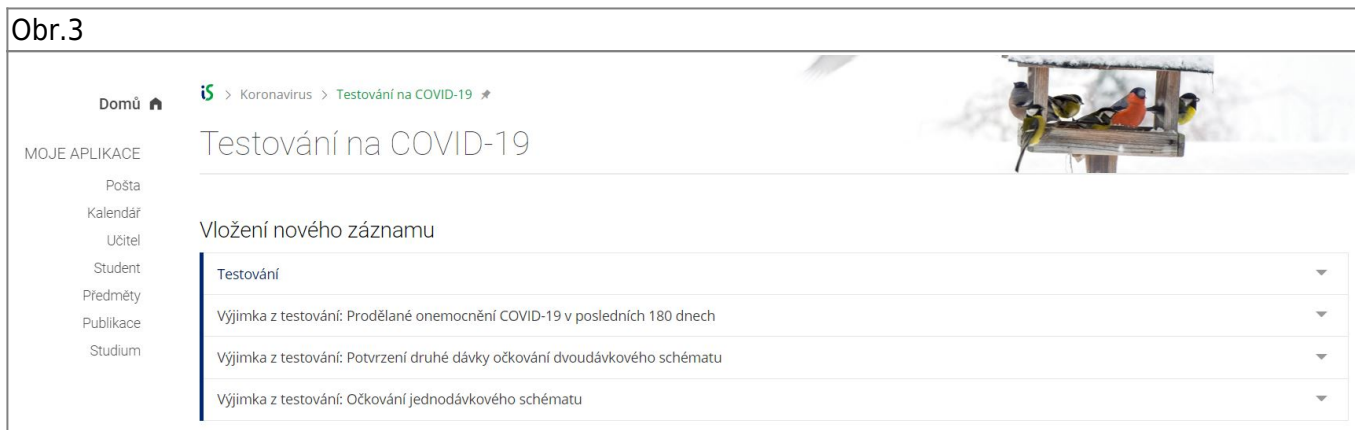 Obr.3
Domů
iS > Koronavirus > Testování na COVID-19
Testování na COVID-19
MOJE APLIKACE
Pošta
Kalendář
Učitel
Student
Předměty
Publikace
Studium
Vložení nového záznamu
Testování
Výjimka z testování: Prodělané onemocnění COVID-19 v posledních 180 dnech
Výjimka z testování: Potvrzení druhé dávky očkování dvoudávkového schématu
Výjimka z testování: Očkování jednodávkového schématu